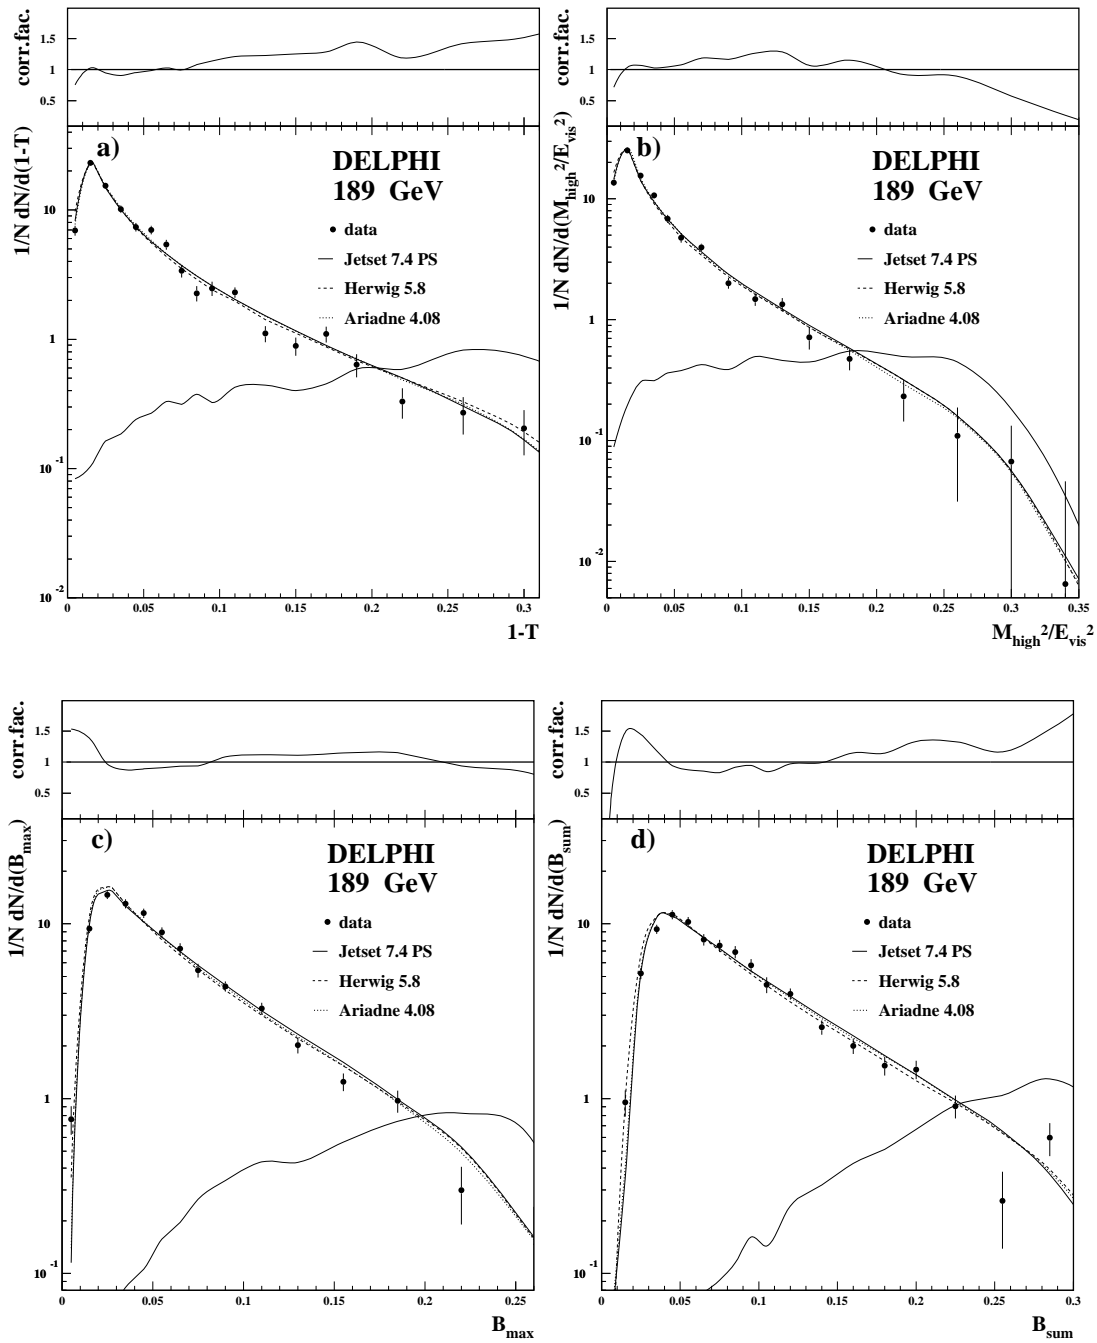 corr.fac.
1.5
1
0.5
1/N dN/d(1-T)
a)
DELPHI
189 GeV
data
Jetset 7.4 PS
Herwig 5.8
Ariadne 4.08
10
1
10 -1
10 -2
0 0.05 0.1 0.15 0.2 0.25 0.3
1-T
corr.fac.
1.5
1
0.5
1/N dN/d(M_high²/E_vis²)
b)
DELPHI
189 GeV
data
Jetset 7.4 PS
Herwig 5.8
Ariadne 4.08
10
1
10 -1
10 -2
0 0.05 0.1 0.15 0.2 0.25 0.3 0.35
M_high²/E_vis²
corr.fac.
1.5
1
0.5
1/N dN/d(B_max)
c)
DELPHI
189 GeV
data
Jetset 7.4 PS
Herwig 5.8
Ariadne 4.08
10
1
10 -1
0 0.05 0.1 0.15 0.2 0.25
B_max
corr.fac.
1.5
1
0.5
1/N dN/d(B_sum)
d)
DELPHI
189 GeV
data
Jetset 7.4 PS
Herwig 5.8
Ariadne 4.08
10
1
10 -1
0 0.05 0.1 0.15 0.2 0.25 0.3
B_sum